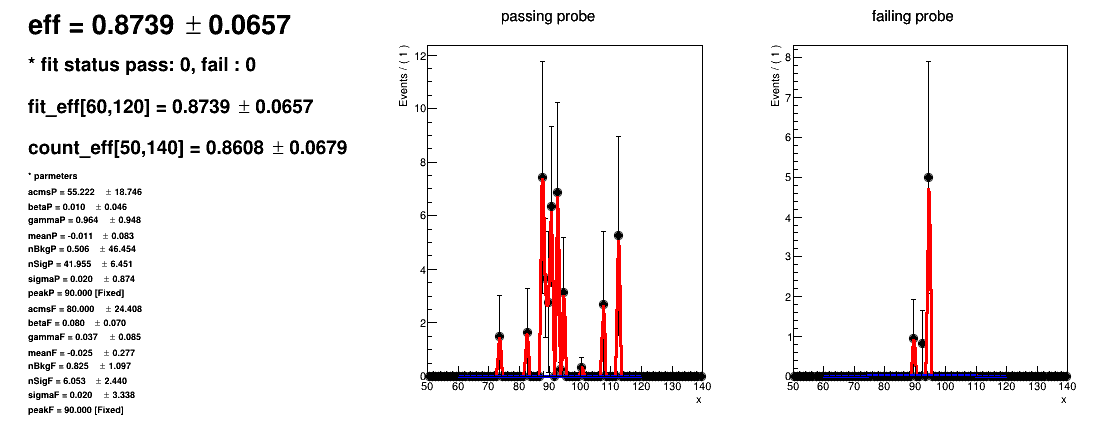 eff = 0.8739 ± 0.0657
* fit status pass: 0, fail : 0
fit_eff[60,120] = 0.8739 ± 0.0657
count_eff[50,140] = 0.8608 ± 0.0679
* parmeters
acmsP = 55.222 ± 18.746
betaP = 0.010 ± 0.046
gammaP = 0.964 ± 0.948
meanP = -0.011 ± 0.083
nBkgP = 0.506 ± 46.454
nSigP = 41.955 ± 6.451
sigmaP = 0.020 ± 0.874
peakP = 90.000 [Fixed]
acmsF = 80.000 ± 24.408
betaF = 0.080 ± 0.070
gammaF = 0.037 ± 0.085
meanF = -0.025 ± 0.277
nBkgF = 0.825 ± 1.097
nSigF = 6.053 ± 2.440
sigmaF = 0.020 ± 3.338
peakF = 90.000 [Fixed]
passing probe
Events / ( 1 )
12
10
8
6
4
2
0
50 60 70 80 90 100 110 120 130 140
x
failing probe
Events / ( 1 )
8
7
6
5
4
3
2
1
0
50 60 70 80 90 100 110 120 130 140
x